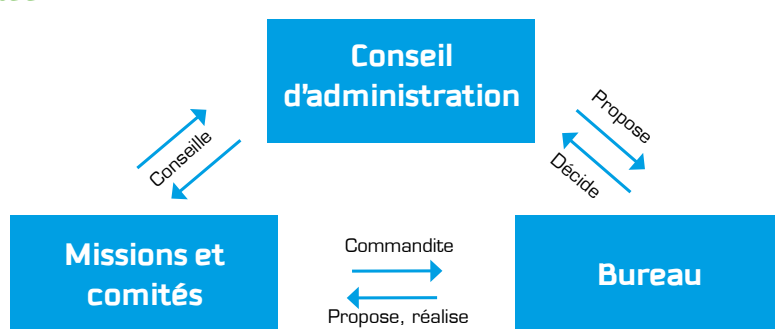 Conseil
d'administration
Propose
Conseille
Décide
Missions et
comités
Commandite
Propose, réalise
Bureau